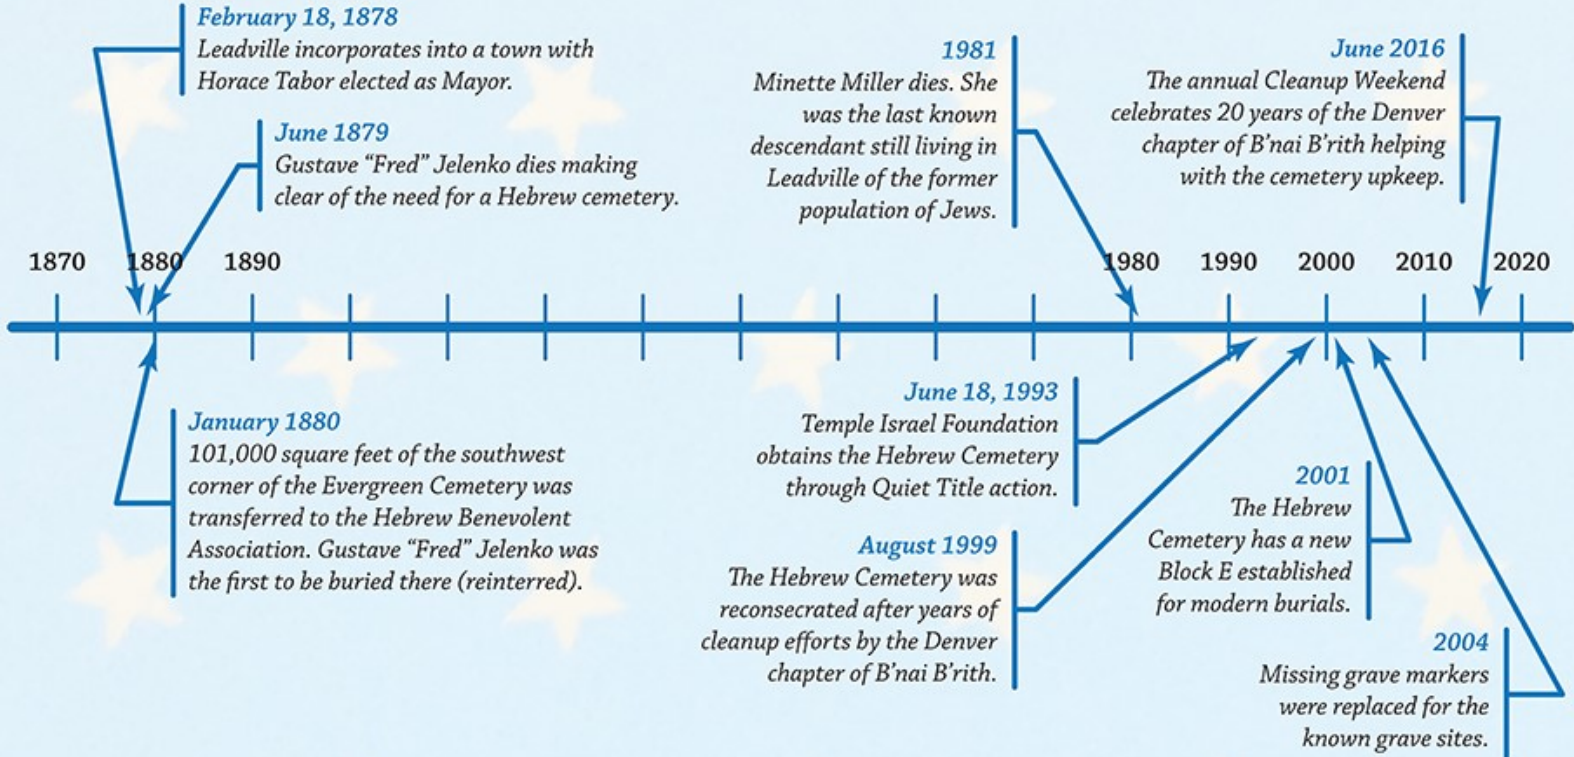 February 18, 1878
Leadville incorporates into a town with
Horace Tabor elected as Mayor.
June 1879
Gustave “Fred” Jelenko dies making
clear of the need for a Hebrew cemetery.
1981
Minette Miller dies. She
was the last known
descendant still living in
Leadville of the former
population of Jews.
June 2016
The annual Cleanup Weekend
celebrates 20 years of the Denver
chapter of B’nai B’rith helping
with the cemetery upkeep.
1870 1880 1890 1980 1990 2000 2010 2020
January 1880
101,000 square feet of the southwest
corner of the Evergreen Cemetery was
transferred to the Hebrew Benevolent
Association. Gustave “Fred” Jelenko was
the first to be buried there (reinterred).
June 18, 1993
Temple Israel Foundation
obtains the Hebrew Cemetery
through Quiet Title action.
August 1999
The Hebrew Cemetery was
reconsecrated after years of
cleanup efforts by the Denver
chapter of B’nai B’rith.
2001
The Hebrew
Cemetery has a new
Block E established
for modern burials.
2004
Missing grave markers
were replaced for the
known grave sites.